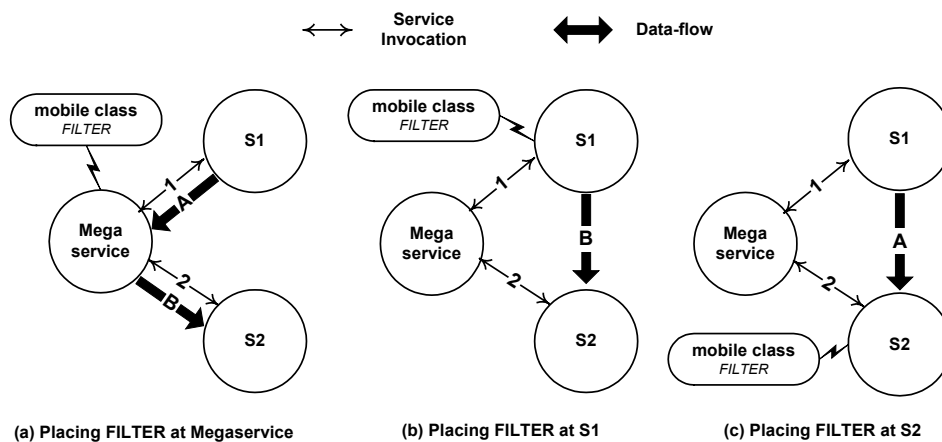 Service
Invocation
Data-flow
mobile class
FILTER
S1
1
A
Mega
service
2
B
S2
(a) Placing FILTER at Megaservice
mobile class
FILTER
S1
1
B
Mega
service
2
S2
(b) Placing FILTER at S1
S1
1
A
Mega
service
2
S2
mobile class
FILTER
(c) Placing FILTER at S2